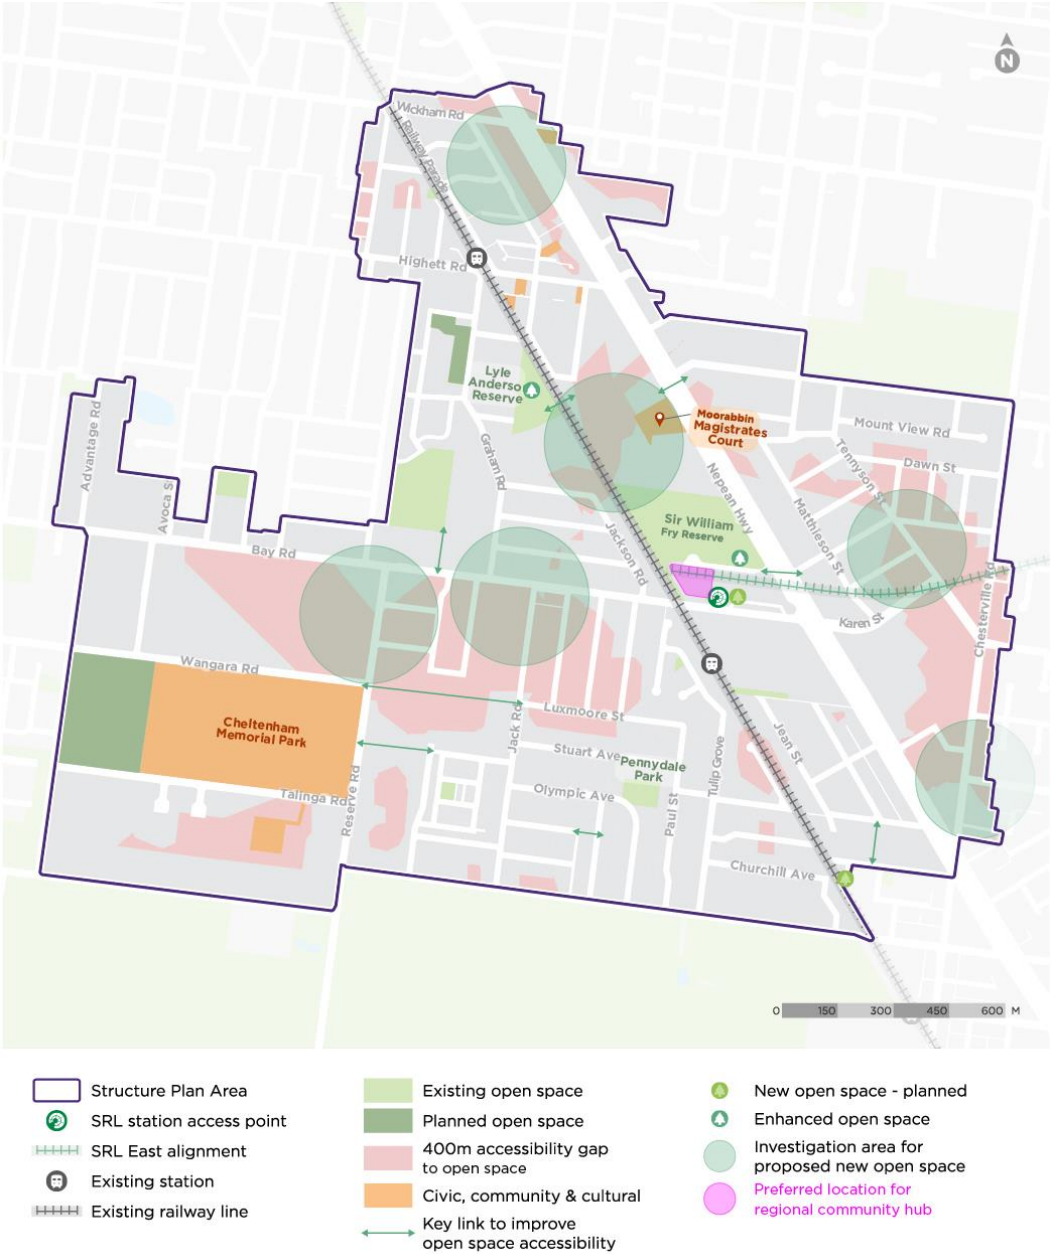 N
Wickham Rd
Railway Parade
Highett Rd
Lyle
Anderso
Reserve
Moorabbin
Magistrates
Court
Mount View Rd
Advantage Rd
Tennyson St
Dawn St
Graham Rd
Nepean Hwy
Avoca S
Matthieson St
Sir William
Fry Reserve
Bay Rd
Jackson Rd
Chesterville Rd
Karen St
Wangara Rd
Cheltenham
Memorial Park
Luxmoore St
Jack Rd
Jean St
Stuart Ave
Pennydale
Park
Tulip Grove
Talinga Rd
Reserve Rd
Olympic Ave
Paul St
Churchill Ave
0 150 300 450 600 M
Structure Plan Area
SRL station access point
SRL East alignment
Existing station
Existing railway line
Existing open space
Planned open space
400m accessibility gap
to open space
Civic, community & cultural
Key link to improve
open space accessibility
New open space - planned
Enhanced open space
Investigation area for
proposed new open space
Preferred location for
regional community hub